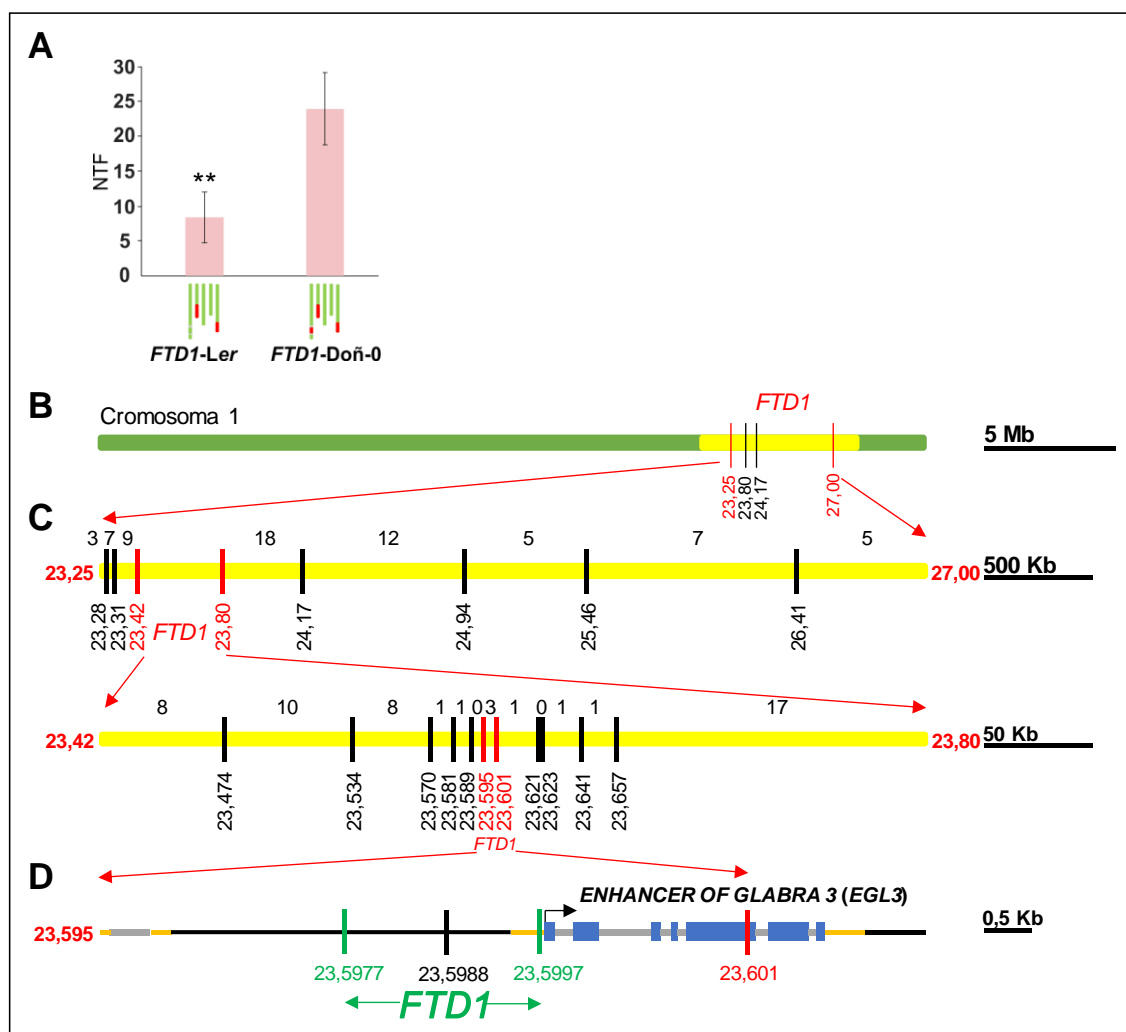 A
30
25
20
15
10
5
0
NTF
**
FTD1-Ler FTD1-Doñ-0
B
Cromosoma 1
FTD1
5 Mb
23,25 23,80 24,17 27,00
C
3 7 9 18 12 5 7 5
23,25 27,00 500 Kb
23,28 23,31 23,42 23,80 24,17 24,94 25,46 26,41
FTD1
8 10 8 1 1 0 3 1 0 1 1 17
23,42 23,80 50 Kb
23,474 23,534 23,570 23,581 23,589 23,595 23,601 23,621 23,623 23,641 23,657
FTD1
D
ENHANCER OF GLABRA 3 (EGL3)
23,595 0,5 Kb
23,5977 23,5988 23,5997 23,601
FTD1